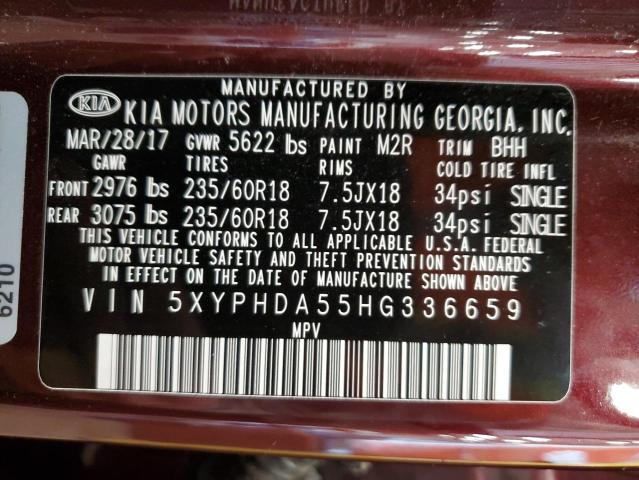 MANUFACTURED BY
KIA KIA MOTORS MANUFACTURING GEORGIA, INC.
MAR/28/17 GVWR 5622 lbs PAINT M2R TRIM BHH
GAWR TIRES RIMS COLD TIRE INFL
FRONT 2976 lbs 235/60R18 7.5JX18 34psi SINGLE
REAR 3075 lbs 235/60R18 7.5JX18 34psi SINGLE
THIS VEHICLE CONFORMS TO ALL APPLICABLE U.S.A. FEDERAL
MOTOR VEHICLE SAFETY AND THEFT PREVENTION STANDARDS
IN EFFECT ON THE DATE OF MANUFACTURE SHOWN ABOVE.
VIN 5XYPHDA55HG336659
MPV
6210